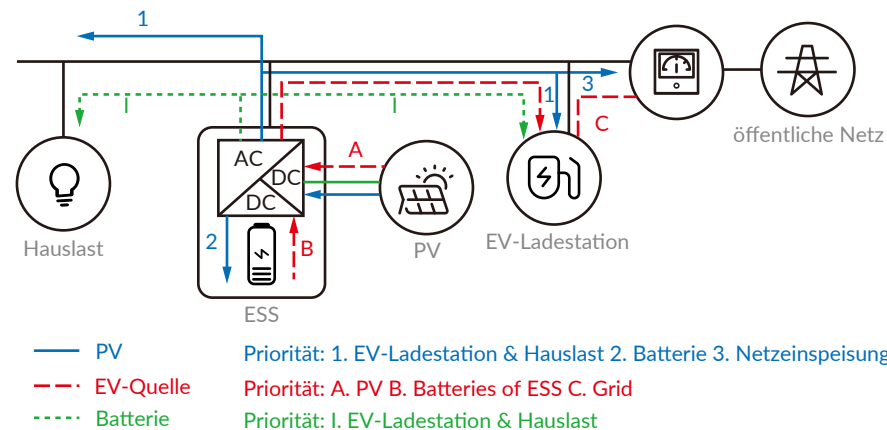 1
1
3
C
I
I
öffentliche Netz
AC
DC
DC
A
2
B
Hauslast
PV
EV-Ladestation
ESS
PV Priorität: 1. EV-Ladestation & Hauslast 2. Batterie 3. Netzeinspeisung
EV-Quelle Priorität: A. PV B. Batteries of ESS C. Grid
Batterie Priorität: I. EV-Ladestation & Hauslast